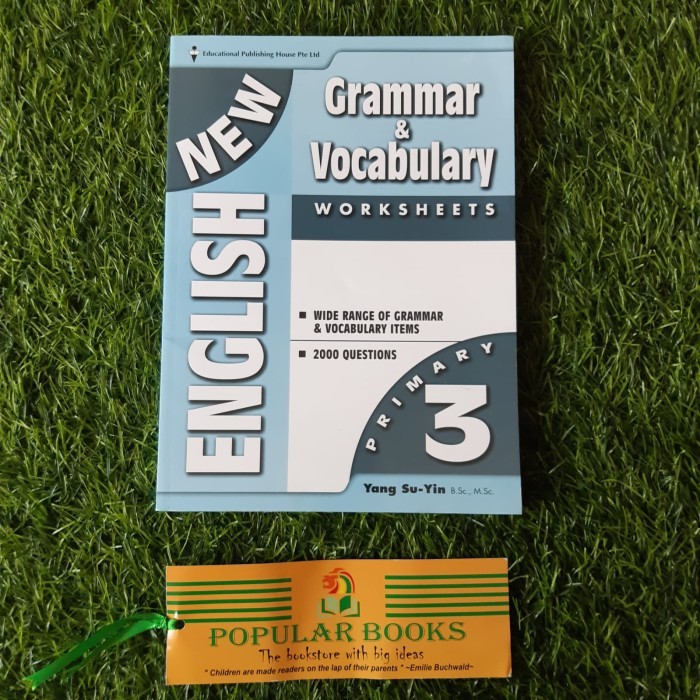 Educational Publishing House Pte Ltd
NEW
ENGLISH
Grammar
&
Vocabulary
WORKSHEETS
WIDE RANGE OF GRAMMAR
& VOCABULARY ITEMS
2000 QUESTIONS
PRIMARY
3
Yang Su-Yin B.Sc., M.Sc.
POPULAR BOOKS
The bookstore with big ideas
" Children are made readers on the lap of their parents " ~Emilie Buchwald~